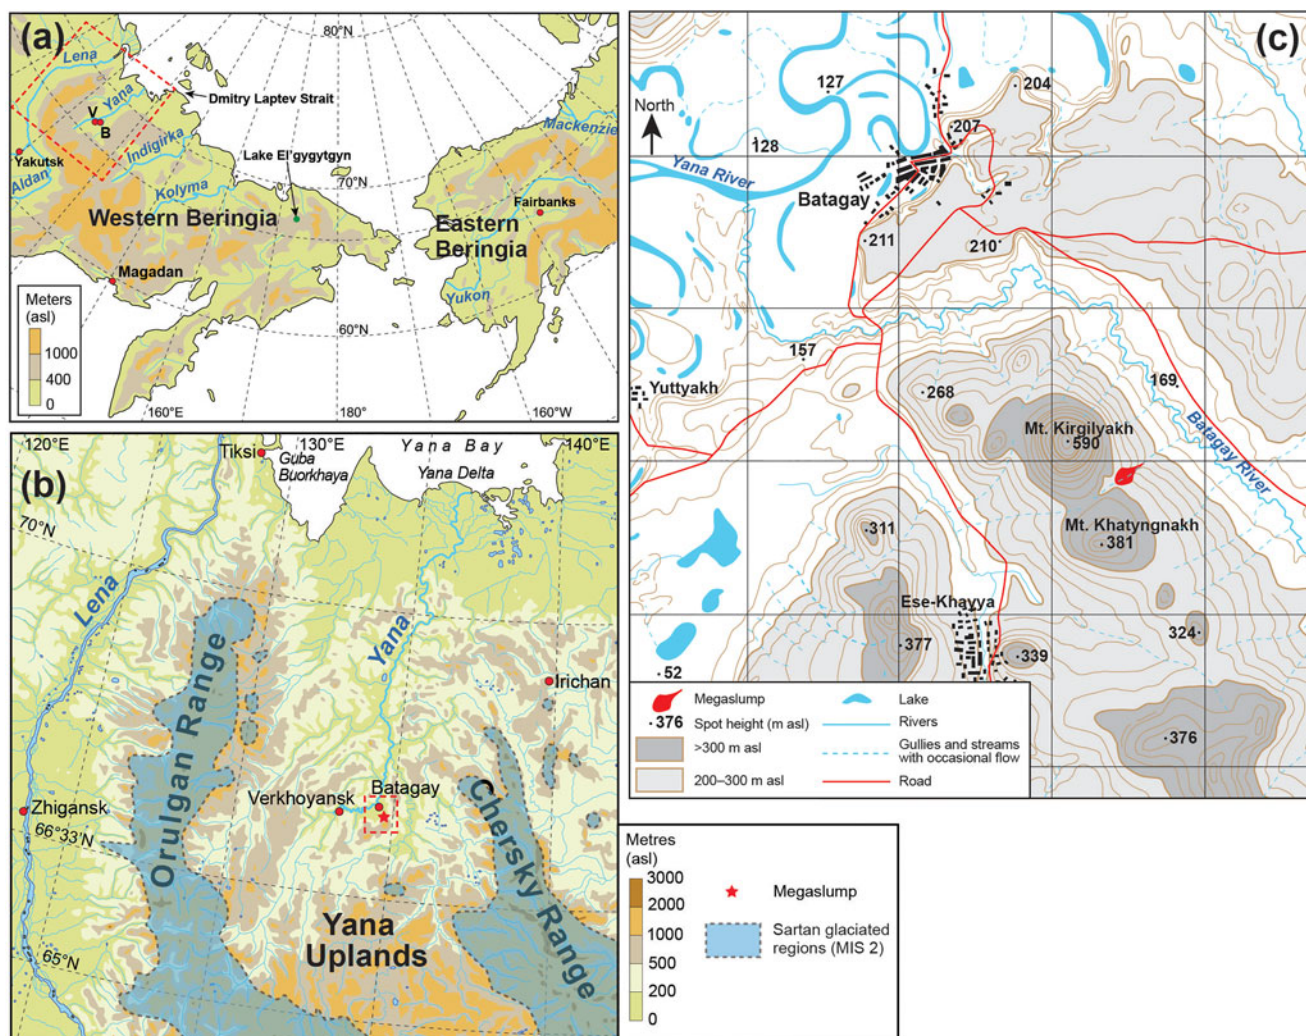 (a)
80°N
Lena
Yana
Dmitry Laptev Strait
V
B
Mackenzie
Indigirka
Lake El'gygytgyn
Yakutsk
Aldan
Kolyma
70°N
Fairbanks
Western Beringia
Eastern
Beringia
Magadan
Yukon
Meters
(asl)
1000
400
0
60°N
160°E
180°
160°W
(b)
120°E
Tiksi
130°E
Guba
Buorkhaya
Yana Bay
Yana Delta
140°E
70°N
Lena
Yana
Orulgan Range
Irichan
Batagay
Verkhoyansk
Zhigansk
66°33'N
Chersky Range
Yana
Uplands
65°N
Metres
(asl)
3000
2000
1000
500
200
0
Megaslump
Sartan glaciated
regions (MIS 2)
(c)
127
204
North
207
128
Yana River
Batagay
211
210
157
169
Yuttyakh
268
Mt. Kirgilyakh
590
Batagay River
311
Mt. Khatyngnakh
381
Ese-Khayya
324
377
339
52
376
Megaslump
376 Spot height (m asl)
>300 m asl
200–300 m asl
Lake
Rivers
Gullies and streams
with occasional flow
Road